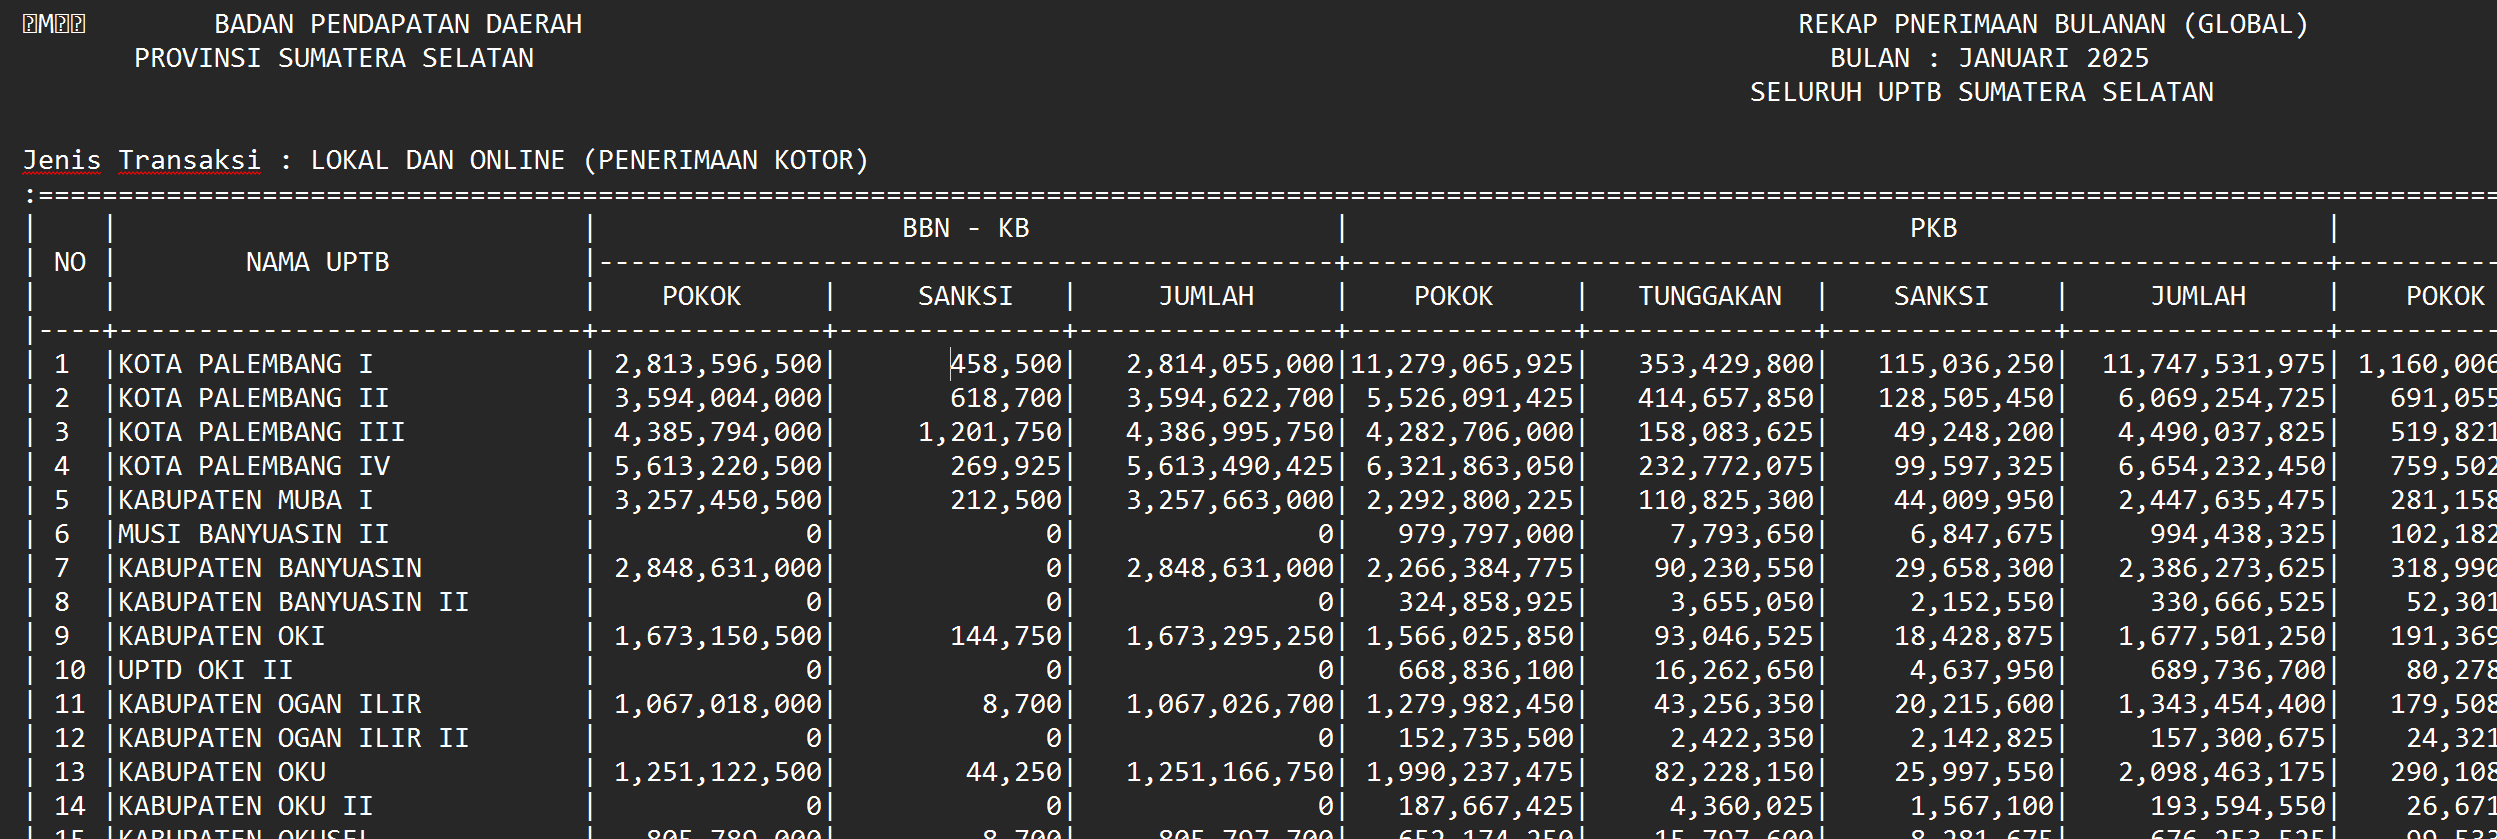 M BADAN PENDAPATAN DAERAH REKAP PNERIMAAN BULANAN (GLOBAL)
PROVINSI SUMATERA SELATAN BULAN : JANUARI 2025
SELURUH UPTB SUMATERA SELATAN
Jenis Transaksi : LOKAL DAN ONLINE (PENERIMAAN KOTOR)
| | | BBN - KB | PKB |
| NO | NAMA UPTB |
| | | POKOK | SANKSI | JUMLAH | POKOK | TUNGGAKAN | SANKSI | JUMLAH | POKOK
| 1 |KOTA PALEMBANG I | 2,813,596,500| 458,500| 2,814,055,000|11,279,065,925| 353,429,800| 115,036,250| 11,747,531,975| 1,160,006
| 2 |KOTA PALEMBANG II | 3,594,004,000| 618,700| 3,594,622,700| 5,526,091,425| 414,657,850| 128,505,450| 6,069,254,725| 691,055
| 3 |KOTA PALEMBANG III | 4,385,794,000| 1,201,750| 4,386,995,750| 4,282,706,000| 158,083,625| 49,248,200| 4,490,037,825| 519,821
| 4 |KOTA PALEMBANG IV | 5,613,220,500| 269,925| 5,613,490,425| 6,321,863,050| 232,772,075| 99,597,325| 6,654,232,450| 759,502
| 5 |KABUPATEN MUBA I | 3,257,450,500| 212,500| 3,257,663,000| 2,292,800,225| 110,825,300| 44,009,950| 2,447,635,475| 281,158
| 6 |MUSI BANYUASIN II | 0| 0| 0| 979,797,000| 7,793,650| 6,847,675| 994,438,325| 102,182
| 7 |KABUPATEN BANYUASIN | 2,848,631,000| 0| 2,848,631,000| 2,266,384,775| 90,230,550| 29,658,300| 2,386,273,625| 318,990
| 8 |KABUPATEN BANYUASIN II | 0| 0| 0| 324,858,925| 3,655,050| 2,152,550| 330,666,525| 52,301
| 9 |KABUPATEN OKI | 1,673,150,500| 144,750| 1,673,295,250| 1,566,025,850| 93,046,525| 18,428,875| 1,677,501,250| 191,369
| 10 |UPTD OKI II | 0| 0| 0| 668,836,100| 16,262,650| 4,637,950| 689,736,700| 80,278
| 11 |KABUPATEN OGAN ILIR | 1,067,018,000| 8,700| 1,067,026,700| 1,279,982,450| 43,256,350| 20,215,600| 1,343,454,400| 179,508
| 12 |KABUPATEN OGAN ILIR II | 0| 0| 0| 152,735,500| 2,422,350| 2,142,825| 157,300,675| 24,321
| 13 |KABUPATEN OKU | 1,251,122,500| 44,250| 1,251,166,750| 1,990,237,475| 82,228,150| 25,997,550| 2,098,463,175| 290,108
| 14 |KABUPATEN OKU II | 0| 0| 0| 187,667,425| 4,360,025| 1,567,100| 193,594,550| 26,671